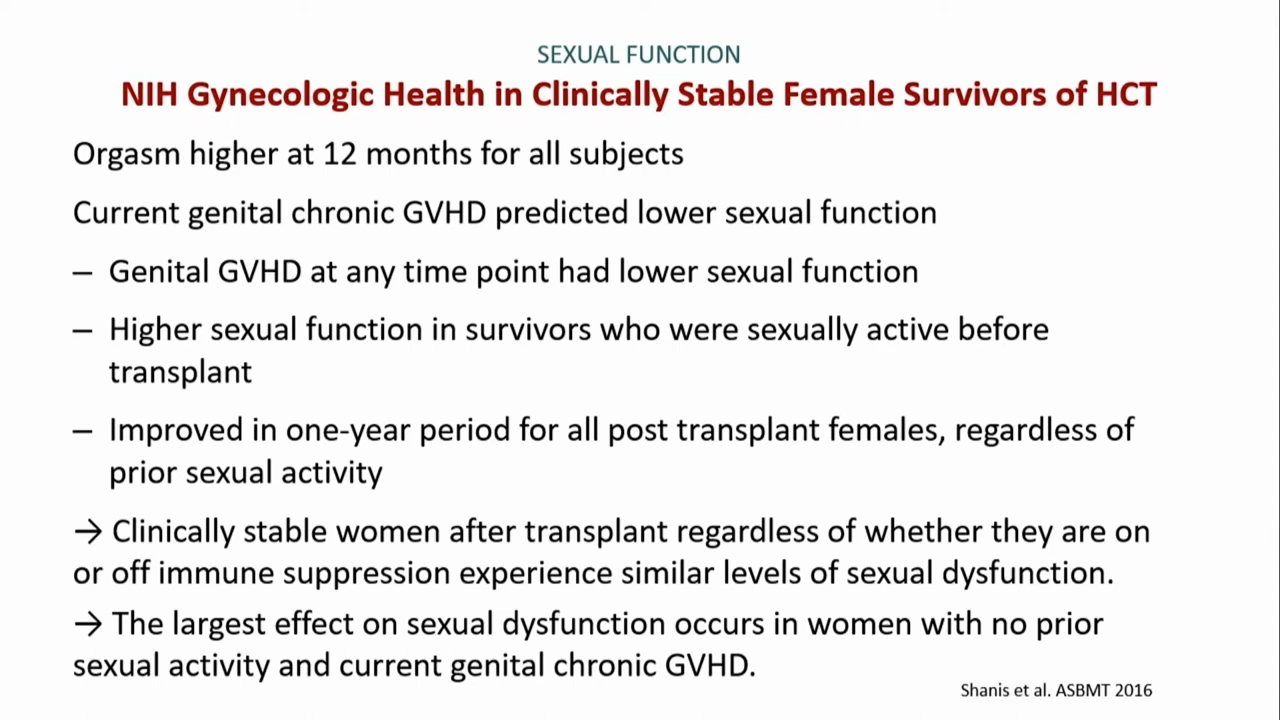 SEXUAL FUNCTION
NIH Gynecologic Health in Clinically Stable Female Survivors of HCT
Orgasm higher at 12 months for all subjects
Current genital chronic GVHD predicted lower sexual function
– Genital GVHD at any time point had lower sexual function
– Higher sexual function in survivors who were sexually active before
transplant
– Improved in one-year period for all post transplant females, regardless of
prior sexual activity
→ Clinically stable women after transplant regardless of whether they are on
or off immune suppression experience similar levels of sexual dysfunction.
→ The largest effect on sexual dysfunction occurs in women with no prior
sexual activity and current genital chronic GVHD.
Shanis et al. ASBMT 2016